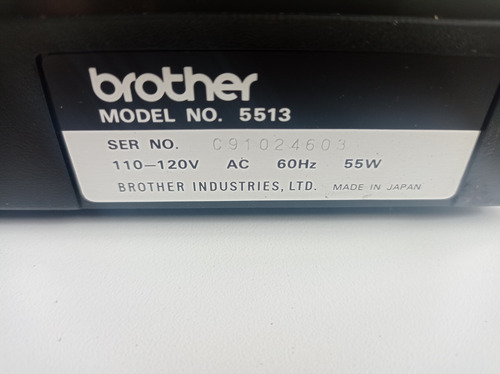 brother
MODEL NO. 5513
SER NO. C91024603
110–120V AC 60Hz 55W
BROTHER INDUSTRIES, LTD. MADE IN JAPAN